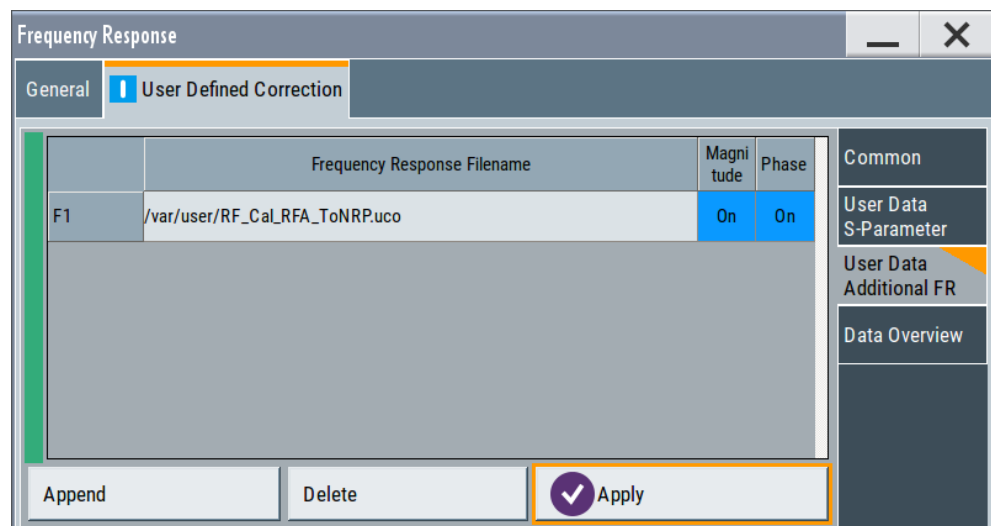 Frequency Response
General
User Defined Correction
Frequency Response Filename
Magni
tude
Phase
F1
/var/user/RF_Cal_RFA_ToNRP.uco
On
On
Common
User Data
S-Parameter
User Data
Additional FR
Data Overview
Append
Delete
Apply